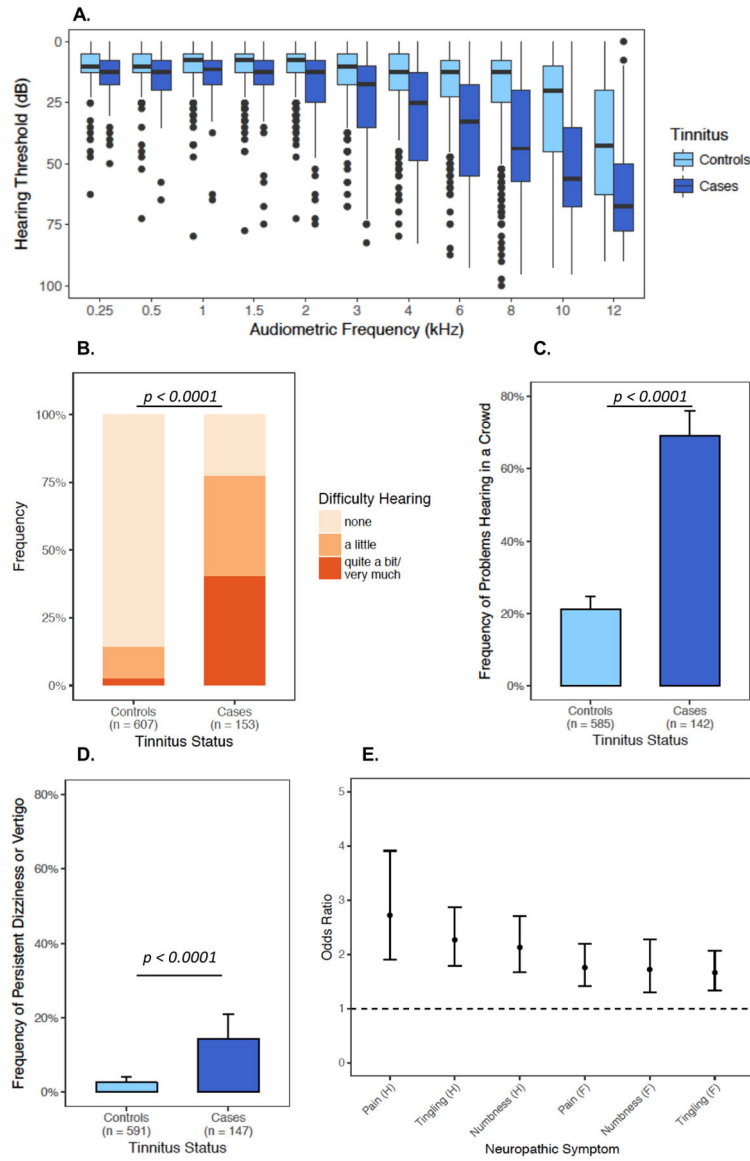 A.
Hearing Threshold (dB)
0
25
50
75
100
0.25 0.5 1 1.5 2 3 4 6 8 10 12
Audiometric Frequency (kHz)
Tinnitus
Controls
Cases
B.
p < 0.0001
Frequency
100%
75%
50%
25%
0%
Controls Cases
(n = 607) (n = 153)
Tinnitus Status
Difficulty Hearing
none
a little
quite a bit/
very much
C.
p < 0.0001
Frequency of Problems Hearing in a Crowd
80%
60%
40%
20%
0%
Controls Cases
(n = 585) (n = 142)
Tinnitus Status
D.
p < 0.0001
Frequency of Persistent Dizziness or Vertigo
80%
60%
40%
20%
0%
Controls Cases
(n = 591) (n = 147)
Tinnitus Status
E.
Odds Ratio
5
4
3
2
1
0
Pain (H) Tingling (H) Numbness (H) Pain (F) Numbness (F) Tingling (F)
Neuropathic Symptom